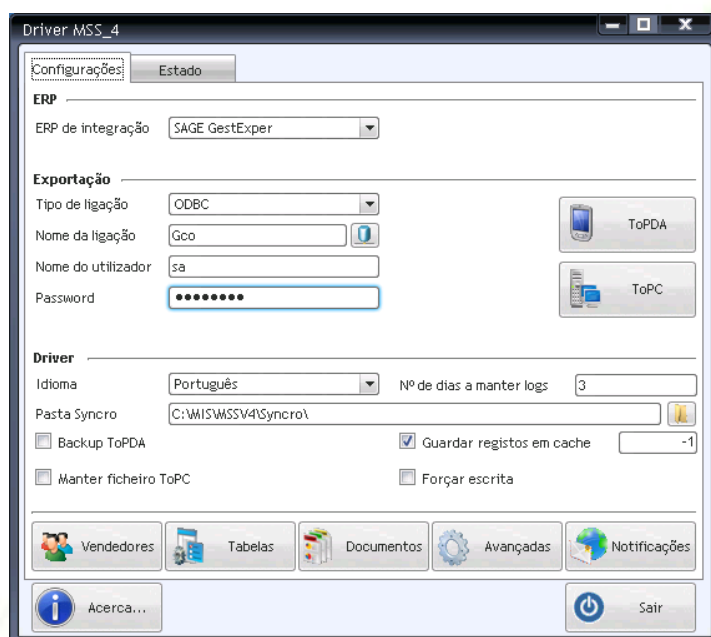 Driver MSS_4
Configurações Estado
ERP
ERP de integração SAGE GestExper
Exportação
Tipo de ligação ODBC
Nome da ligação Gco
ToPDA
Nome do utilizador sa
Password ••••••••
ToPC
Driver
Idioma Português Nº de dias a manter logs 3
Pasta Syncro C:\MIS\MSSV4\Syncro\
Backup ToPDA Guardar registos em cache -1
Manter ficheiro ToPC Forçar escrita
Vendedores Tabelas Documentos Avançadas Notificações
Acerca... Sair